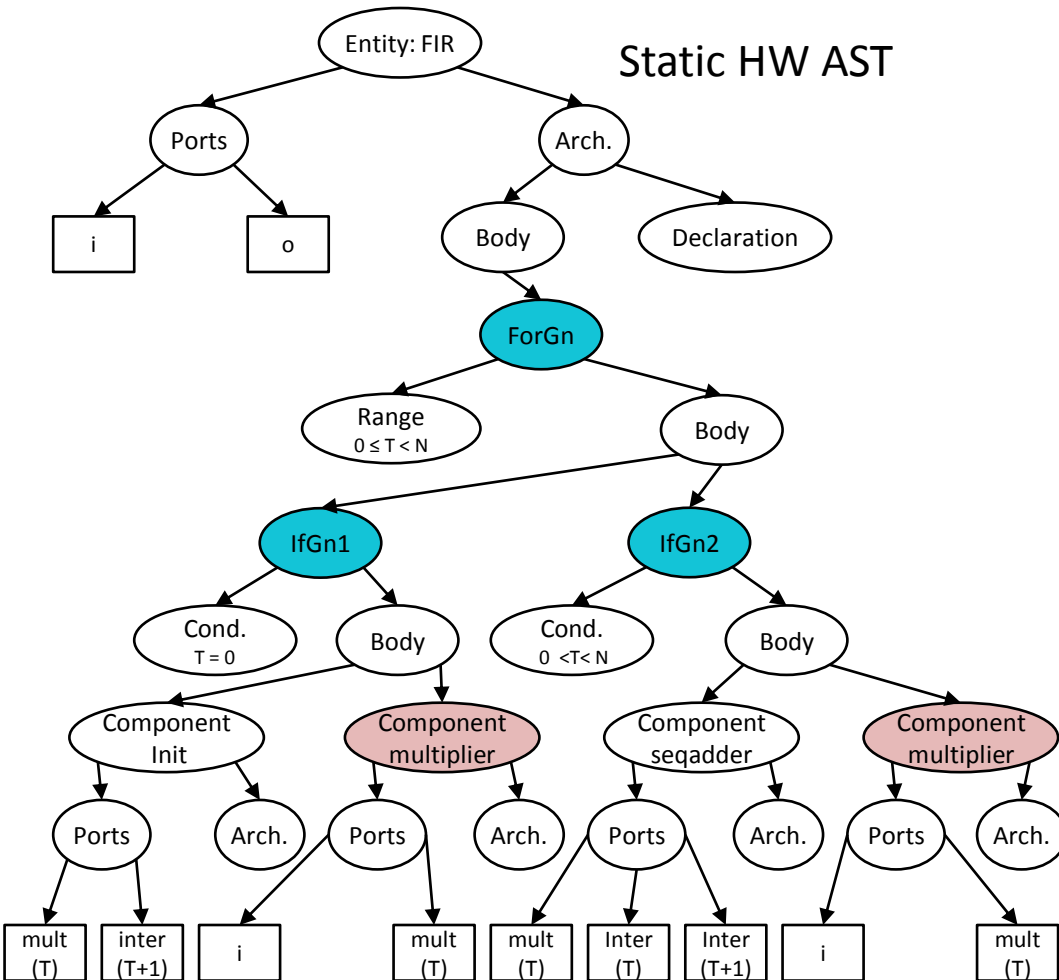 Entity: FIR
Static HW AST
Ports
Arch.
i
o
Body
Declaration
ForGn
Range
0 ≤ T < N
Body
IfGn1
IfGn2
Cond.
T = 0
Body
Cond.
0 <T< N
Body
Component
Init
Component
multiplier
Component
seqadder
Component
multiplier
Ports
Arch.
Ports
Arch.
Ports
Arch.
Ports
Arch.
mult
(T)
inter
(T+1)
i
mult
(T)
mult
(T)
Inter
(T)
Inter
(T+1)
i
mult
(T)